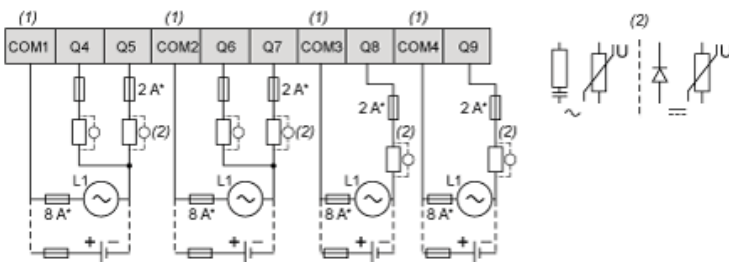 (1) (1) (1) (1) (2)
COM1 Q4 Q5 COM2 Q6 Q7 COM3 Q8 COM4 Q9
U U
2 A* 2 A*
2 A* 2 A*
(2) (2) (2) (2)
~ ~ ~ ~ ~
L1 L1 L1 L1
8 A* 8 A* 8 A* 8 A*
+ − + − + − + −